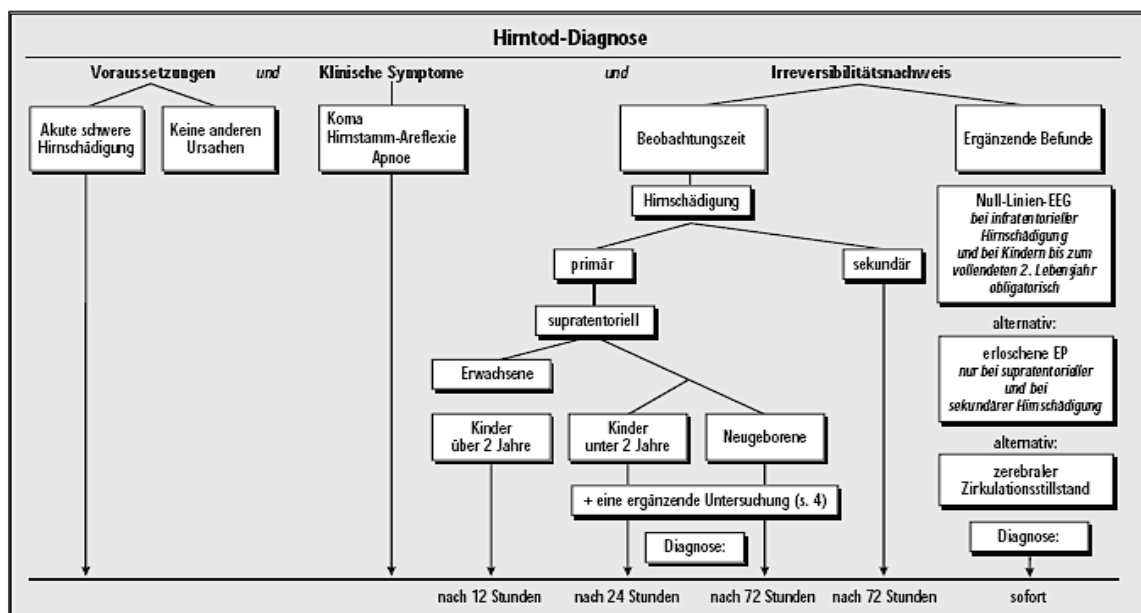 Hirntod-Diagnose
Voraussetzungen und Klinische Symptome und Irreversibilitätsnachweis
Akute schwere
Hirnschädigung
Keine anderen
Ursachen
Koma
Hirnstamm-Areflexie
Apnoe
Beobachtungszeit
Ergänzende Befunde
Hirnschädigung
primär
sekundär
supratentoriell
Erwachsene
Kinder
über 2 Jahre
Kinder
unter 2 Jahre
Neugeborene
+ eine ergänzende Untersuchung (s. 4)
Diagnose:
Null-Linien-EEG
bei infratentorieller
Hirnschädigung
und bei Kindern bis zum
vollendeten 2. Lebensjahr
obligatorisch
alternativ:
erloschene EP
nur bei supratentorieller
und bei
sekundärer Hirnschädigung
alternativ:
zerebraler
Zirkulationsstillstand
Diagnose:
nach 12 Stunden nach 24 Stunden nach 72 Stunden nach 72 Stunden sofort